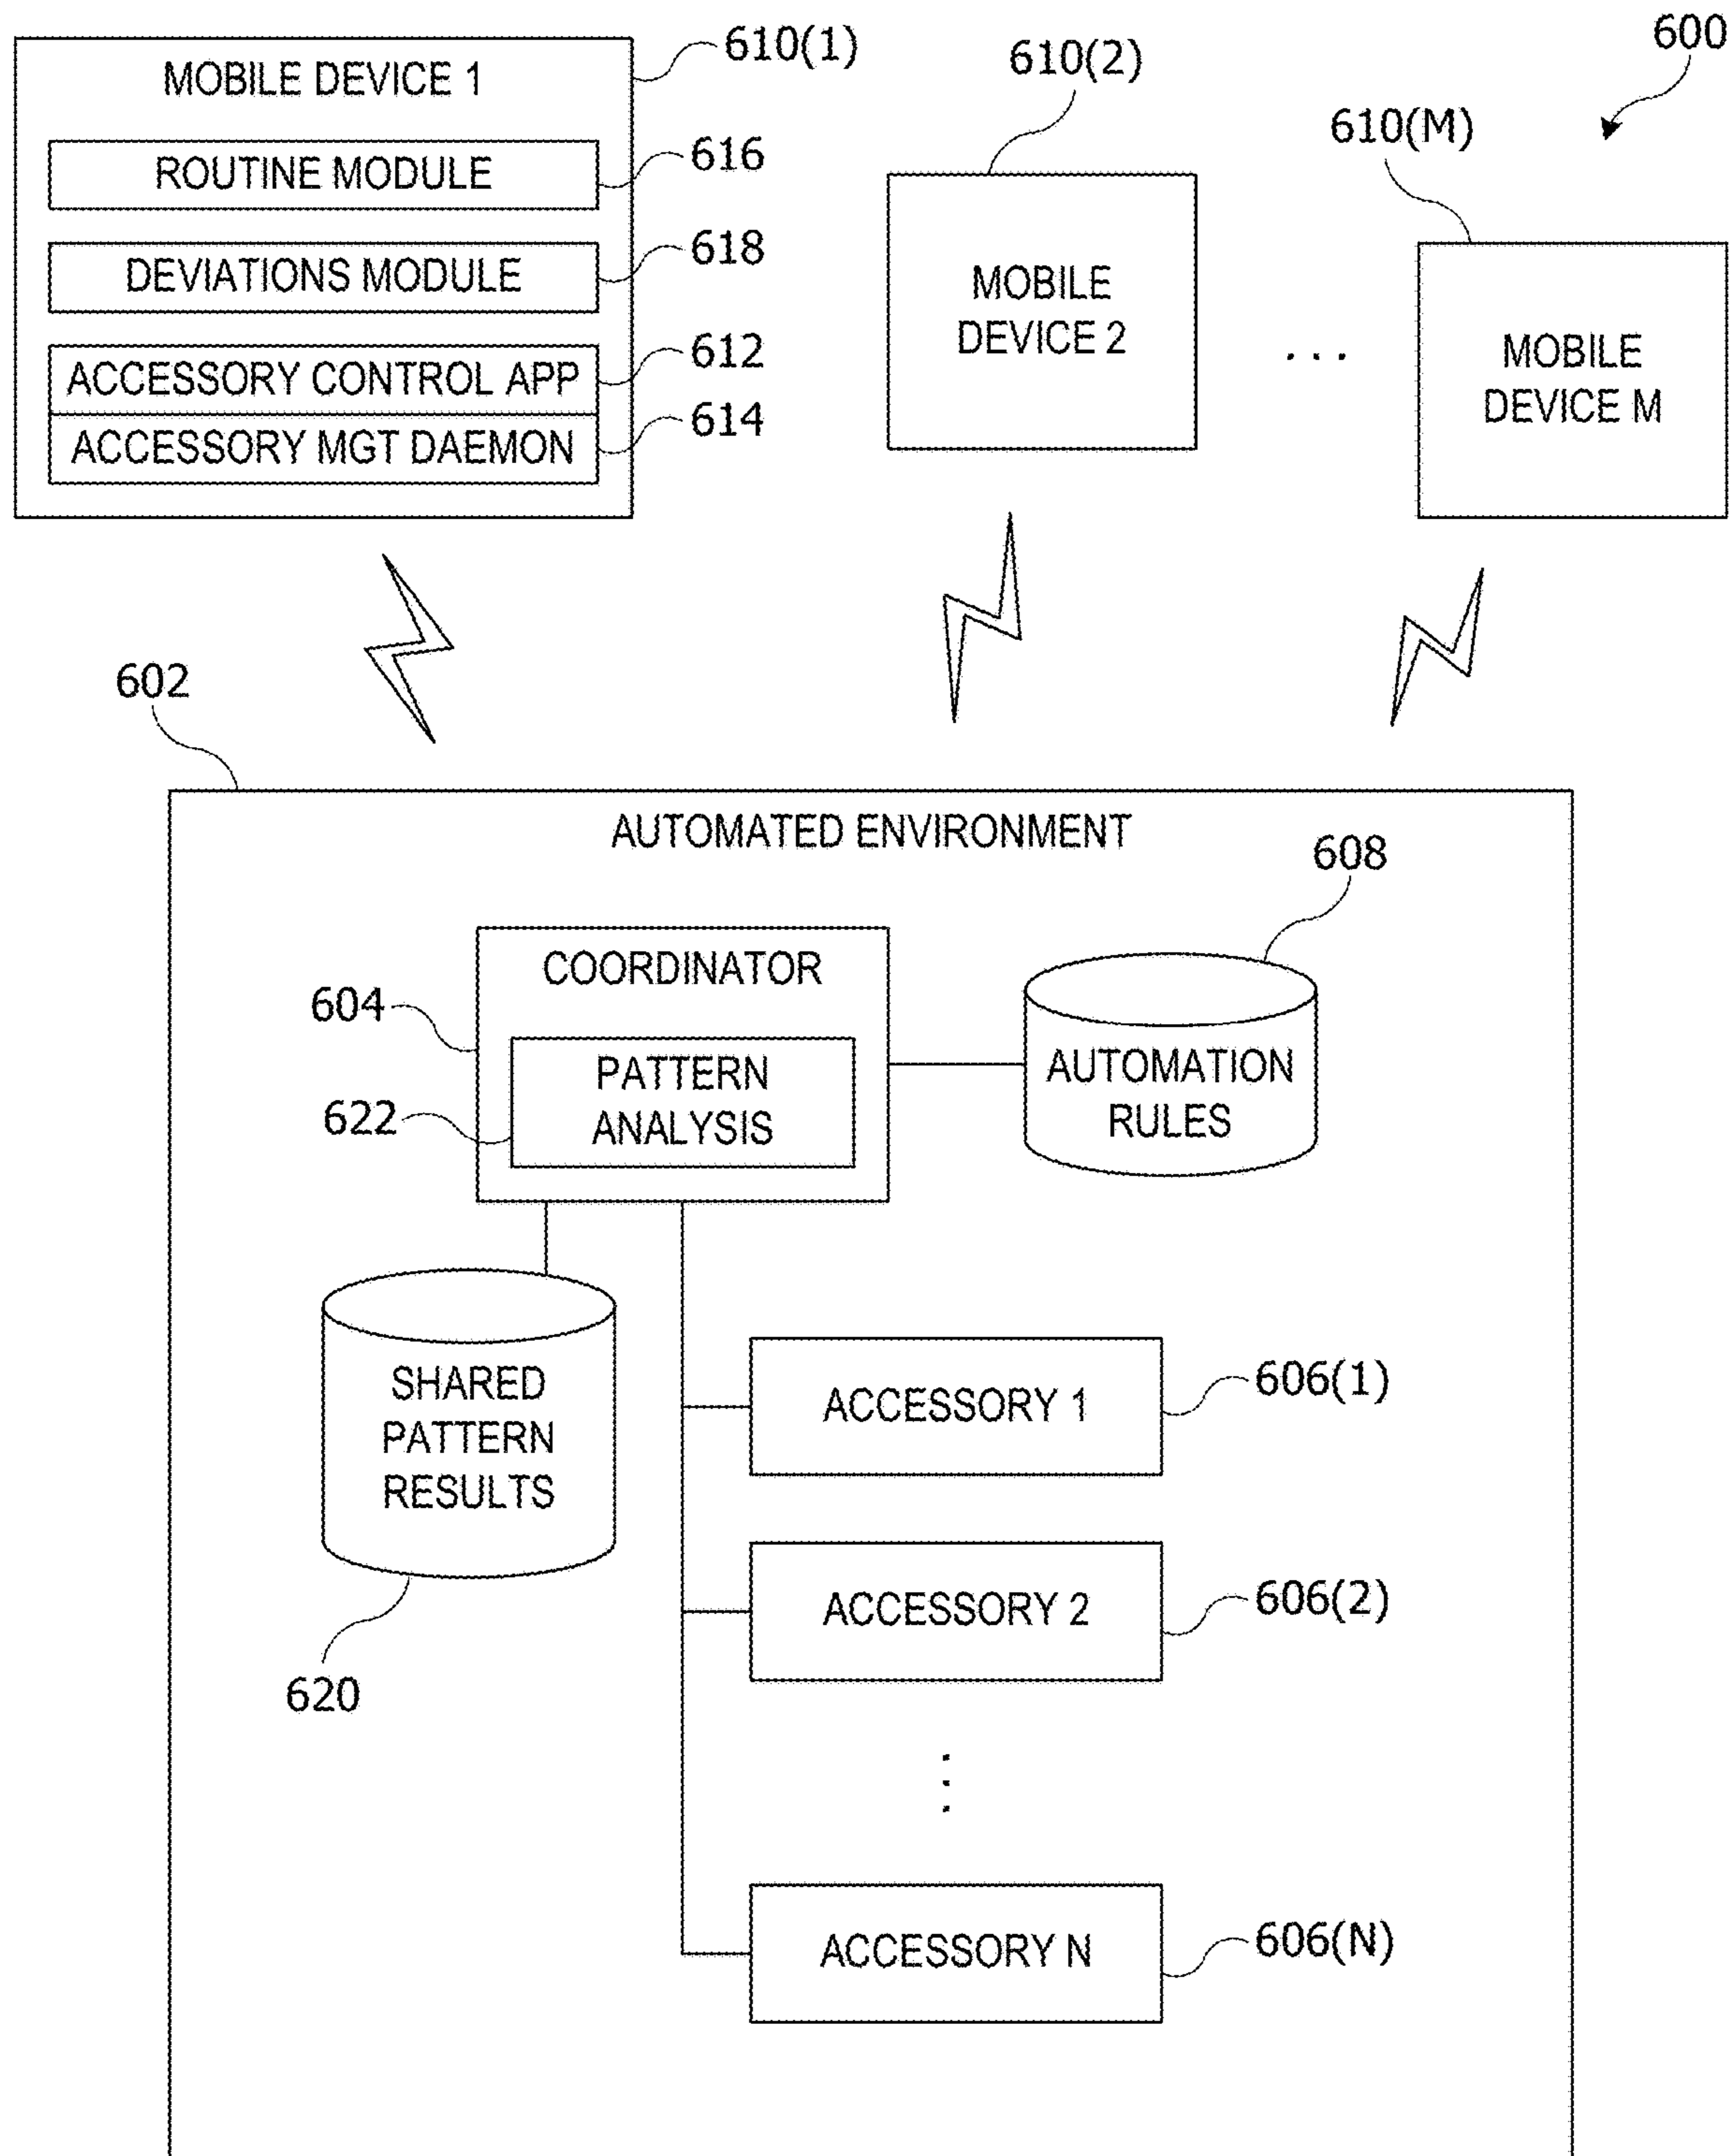 600
610(1)
MOBILE DEVICE 1
ROUTINE MODULE
616
DEVIATIONS MODULE
618
ACCESSORY CONTROL APP
612
ACCESSORY MGT DAEMON
614
610(2)
MOBILE
DEVICE 2
. . .
610(M)
MOBILE
DEVICE M
602
AUTOMATED ENVIRONMENT
608
COORDINATOR
604
PATTERN
ANALYSIS
622
AUTOMATION
RULES
SHARED
PATTERN
RESULTS
620
ACCESSORY 1
606(1)
ACCESSORY 2
606(2)
ACCESSORY N
606(N)